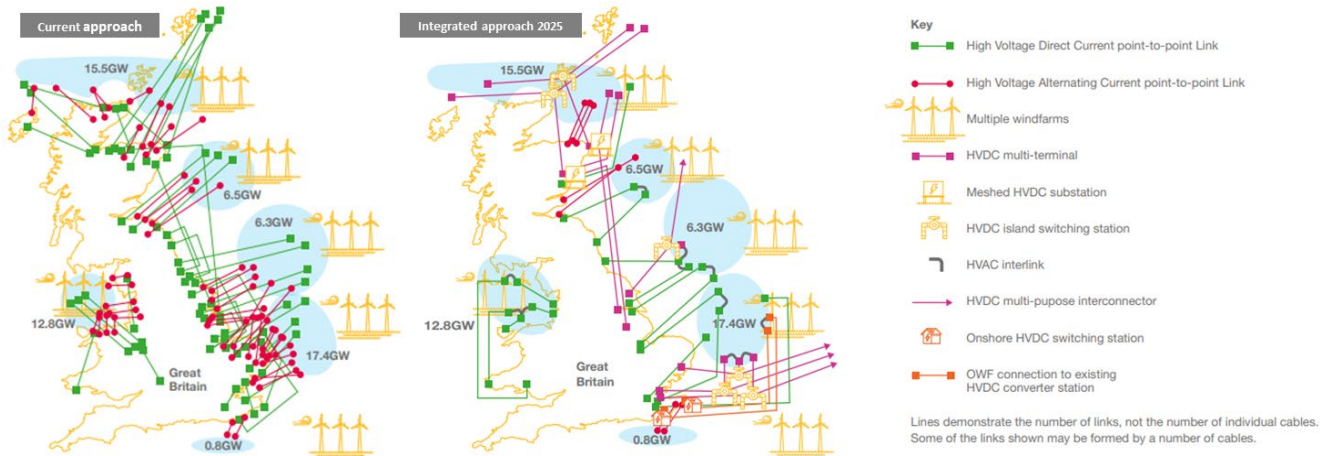 Current approach
15.5GW
6.5GW
6.3GW
12.8GW
17.4GW
Great
Britain
0.8GW
Integrated approach 2025
15.5GW
6.5GW
6.3GW
12.8GW
17.4GW
Great
Britain
0.8GW
Key
High Voltage Direct Current point-to-point Link
High Voltage Alternating Current point-to-point Link
Multiple windfarms
HVDC multi-terminal
Meshed HVDC substation
HVDC island switching station
HVAC interlink
HVDC multi-pupose interconnector
Onshore HVDC switching station
OWF connection to existing
HVDC converter station
Lines demonstrate the number of links, not the number of individual cables.
Some of the links shown may be formed by a number of cables.